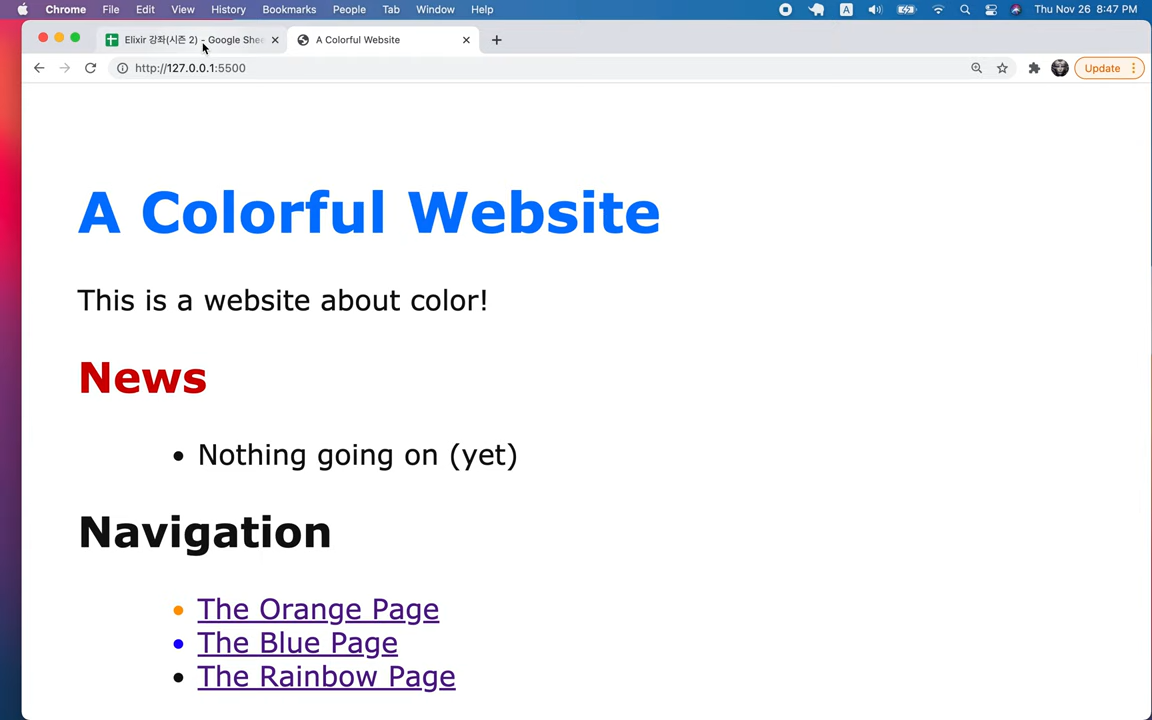 Chrome File Edit View History Bookmarks People Tab Window Help A Thu Nov 26 8:47 PM
Elixir 강좌(시즌 2) - Google Shee A Colorful Website
http://127.0.0.1:5500 Update
A Colorful Website
This is a website about color!
News
• Nothing going on (yet)
Navigation
• The Orange Page
• The Blue Page
• The Rainbow Page